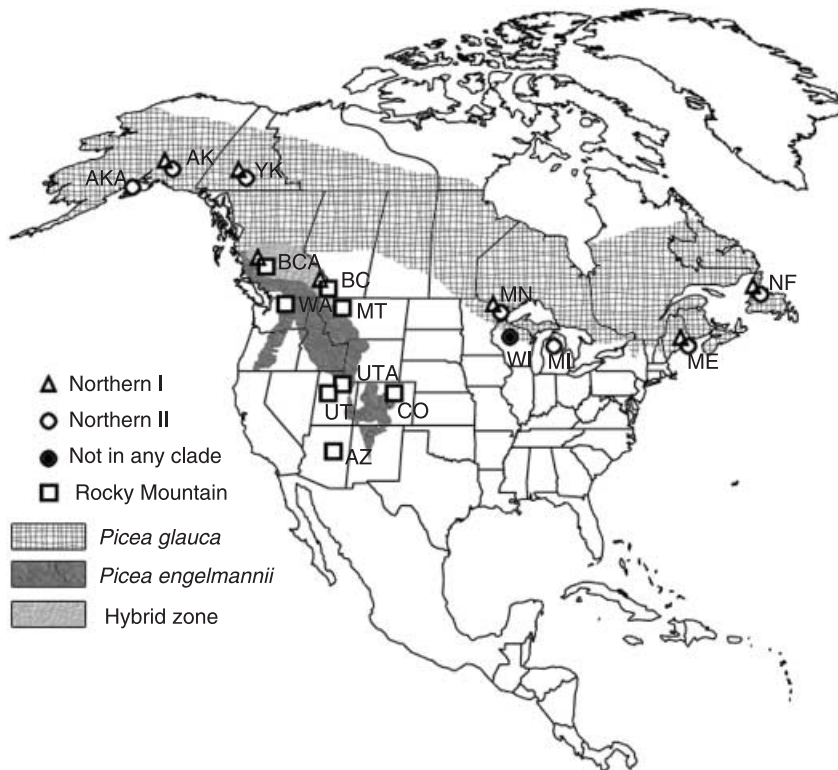 AK
YK
AKA
BCA
BC
NF
MN
WA
MT
WI
MI
ME
UTA
UT
CO
AZ
Northern I
Northern II
Not in any clade
Rocky Mountain
Picea glauca
Picea engelmannii
Hybrid zone